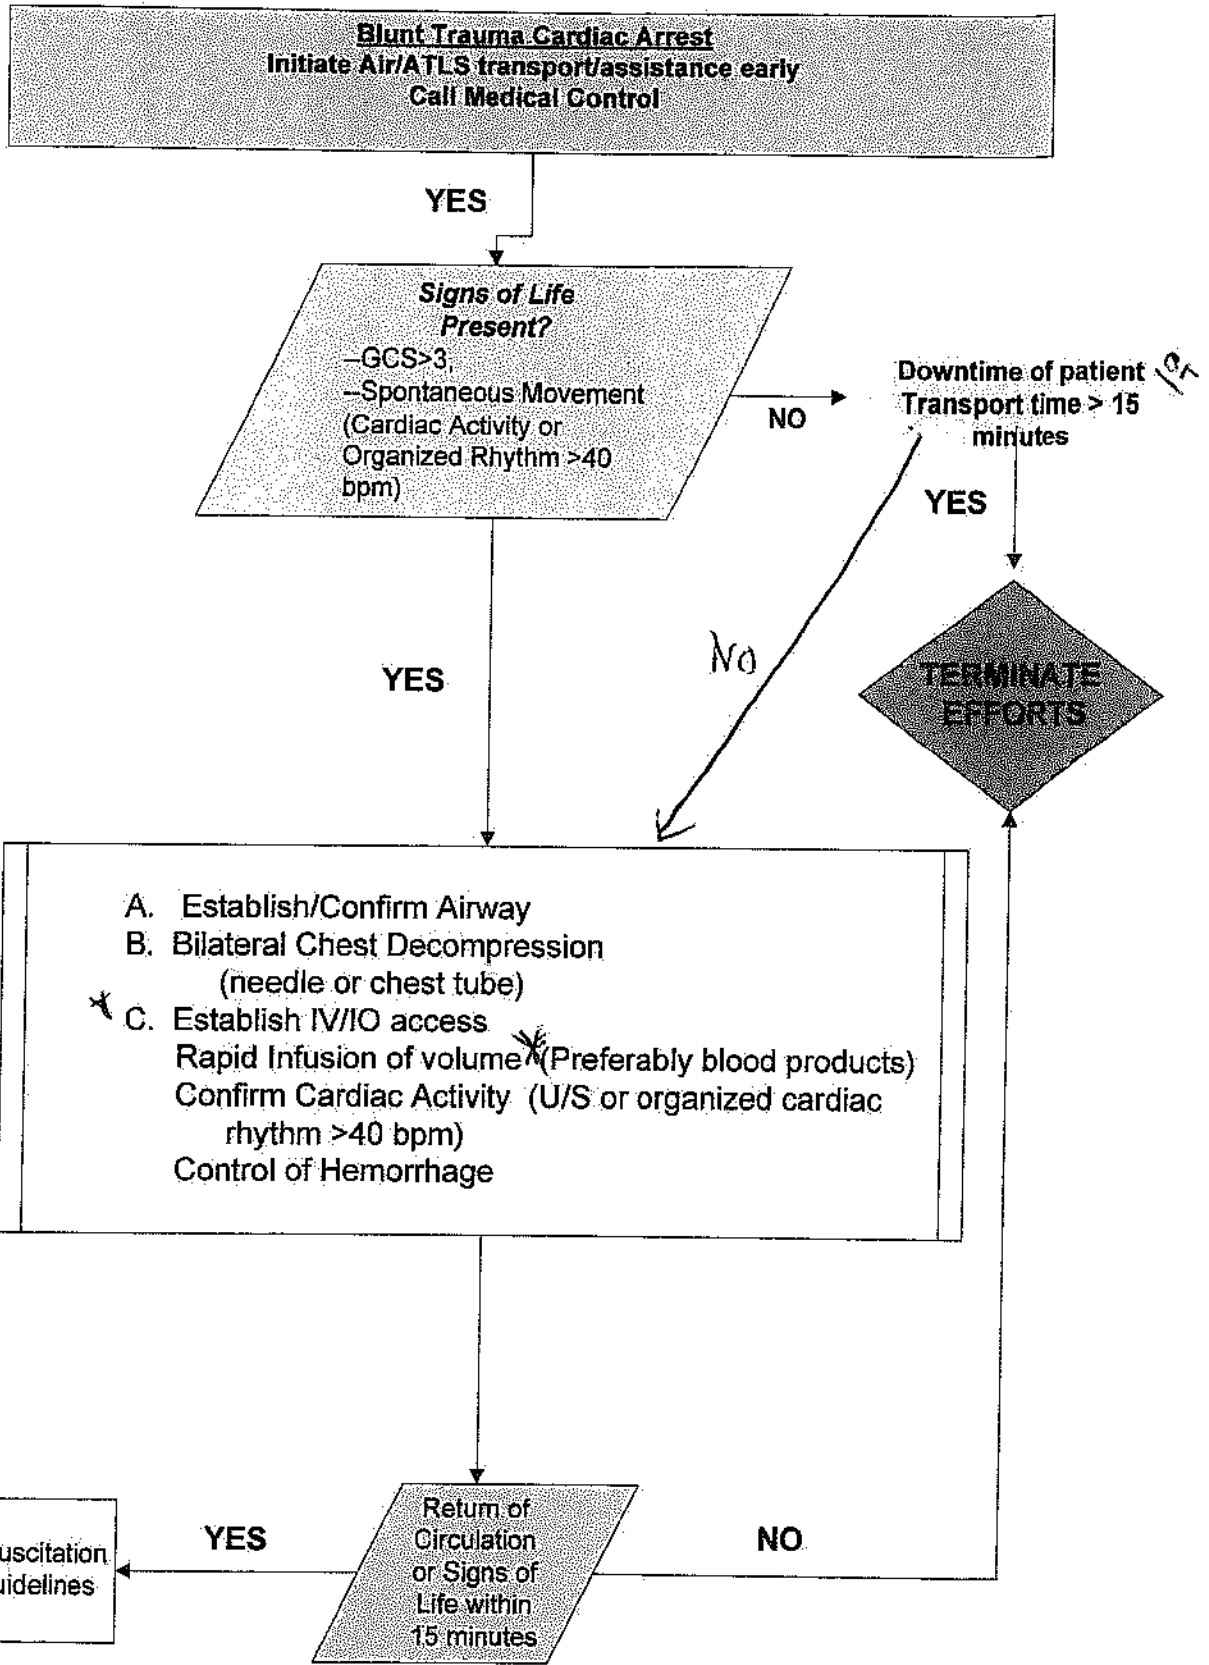 Blunt Trauma Cardiac Arrest
Initiate Air/ATLS transport/assistance early
Call Medical Control
YES
Signs of Life
Present?
–GCS>3;
–Spontaneous Movement
(Cardiac Activity or
Organized Rhythm >40
bpm)
NO
Downtime of patient /or
Transport time > 15
minutes
YES
No
YES
TERMINATE
EFFORTS
A. Establish/Confirm Airway
B. Bilateral Chest Decompression
(needle or chest tube)
* C. Establish IV/IO access
Rapid Infusion of volume * (Preferably blood products)
Confirm Cardiac Activity (U/S or organized cardiac
rhythm >40 bpm)
Control of Hemorrhage
Return of
Circulation
or Signs of
Life within
15 minutes
YES
NO
uscitation
uidelines